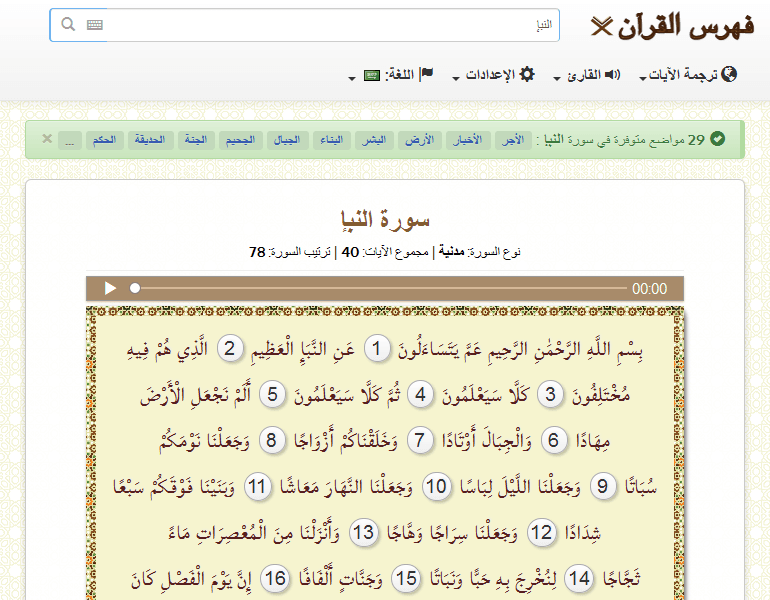 فهرس القرآن
النبإ
ترجمة الآيات القارئ الإعدادات اللغة:
29 مواضع متوفرة في سورة النبإ : الأجر الأخبار الأرض البشر البناء الجبال الجحيم الجنة الحديقة الحكم ...
سورة النبإ
نوع السورة: مدنية | مجموع الآيات: 40 | ترتيب السورة: 78
00:00
بِسْمِ اللَّهِ الرَّحْمَٰنِ الرَّحِيمِ عَمَّ يَتَسَاءَلُونَ 1 عَنِ النَّبَإِ الْعَظِيمِ 2 الَّذِي هُمْ فِيهِ
مُخْتَلِفُونَ 3 كَلَّا سَيَعْلَمُونَ 4 ثُمَّ كَلَّا سَيَعْلَمُونَ 5 أَلَمْ نَجْعَلِ الْأَرْضَ
مِهَادًا 6 وَالْجِبَالَ أَوْتَادًا 7 وَخَلَقْنَاكُمْ أَزْوَاجًا 8 وَجَعَلْنَا نَوْمَكُمْ
سُبَاتًا 9 وَجَعَلْنَا اللَّيْلَ لِبَاسًا 10 وَجَعَلْنَا النَّهَارَ مَعَاشًا 11 وَبَنَيْنَا فَوْقَكُمْ سَبْعًا
شِدَادًا 12 وَجَعَلْنَا سِرَاجًا وَهَّاجًا 13 وَأَنْزَلْنَا مِنَ الْمُعْصِرَاتِ مَاءً
ثَجَّاجًا 14 لِنُخْرِجَ بِهِ حَبًّا وَنَبَاتًا 15 وَجَنَّاتٍ أَلْفَافًا 16 إِنَّ يَوْمَ الْفَصْلِ كَانَ